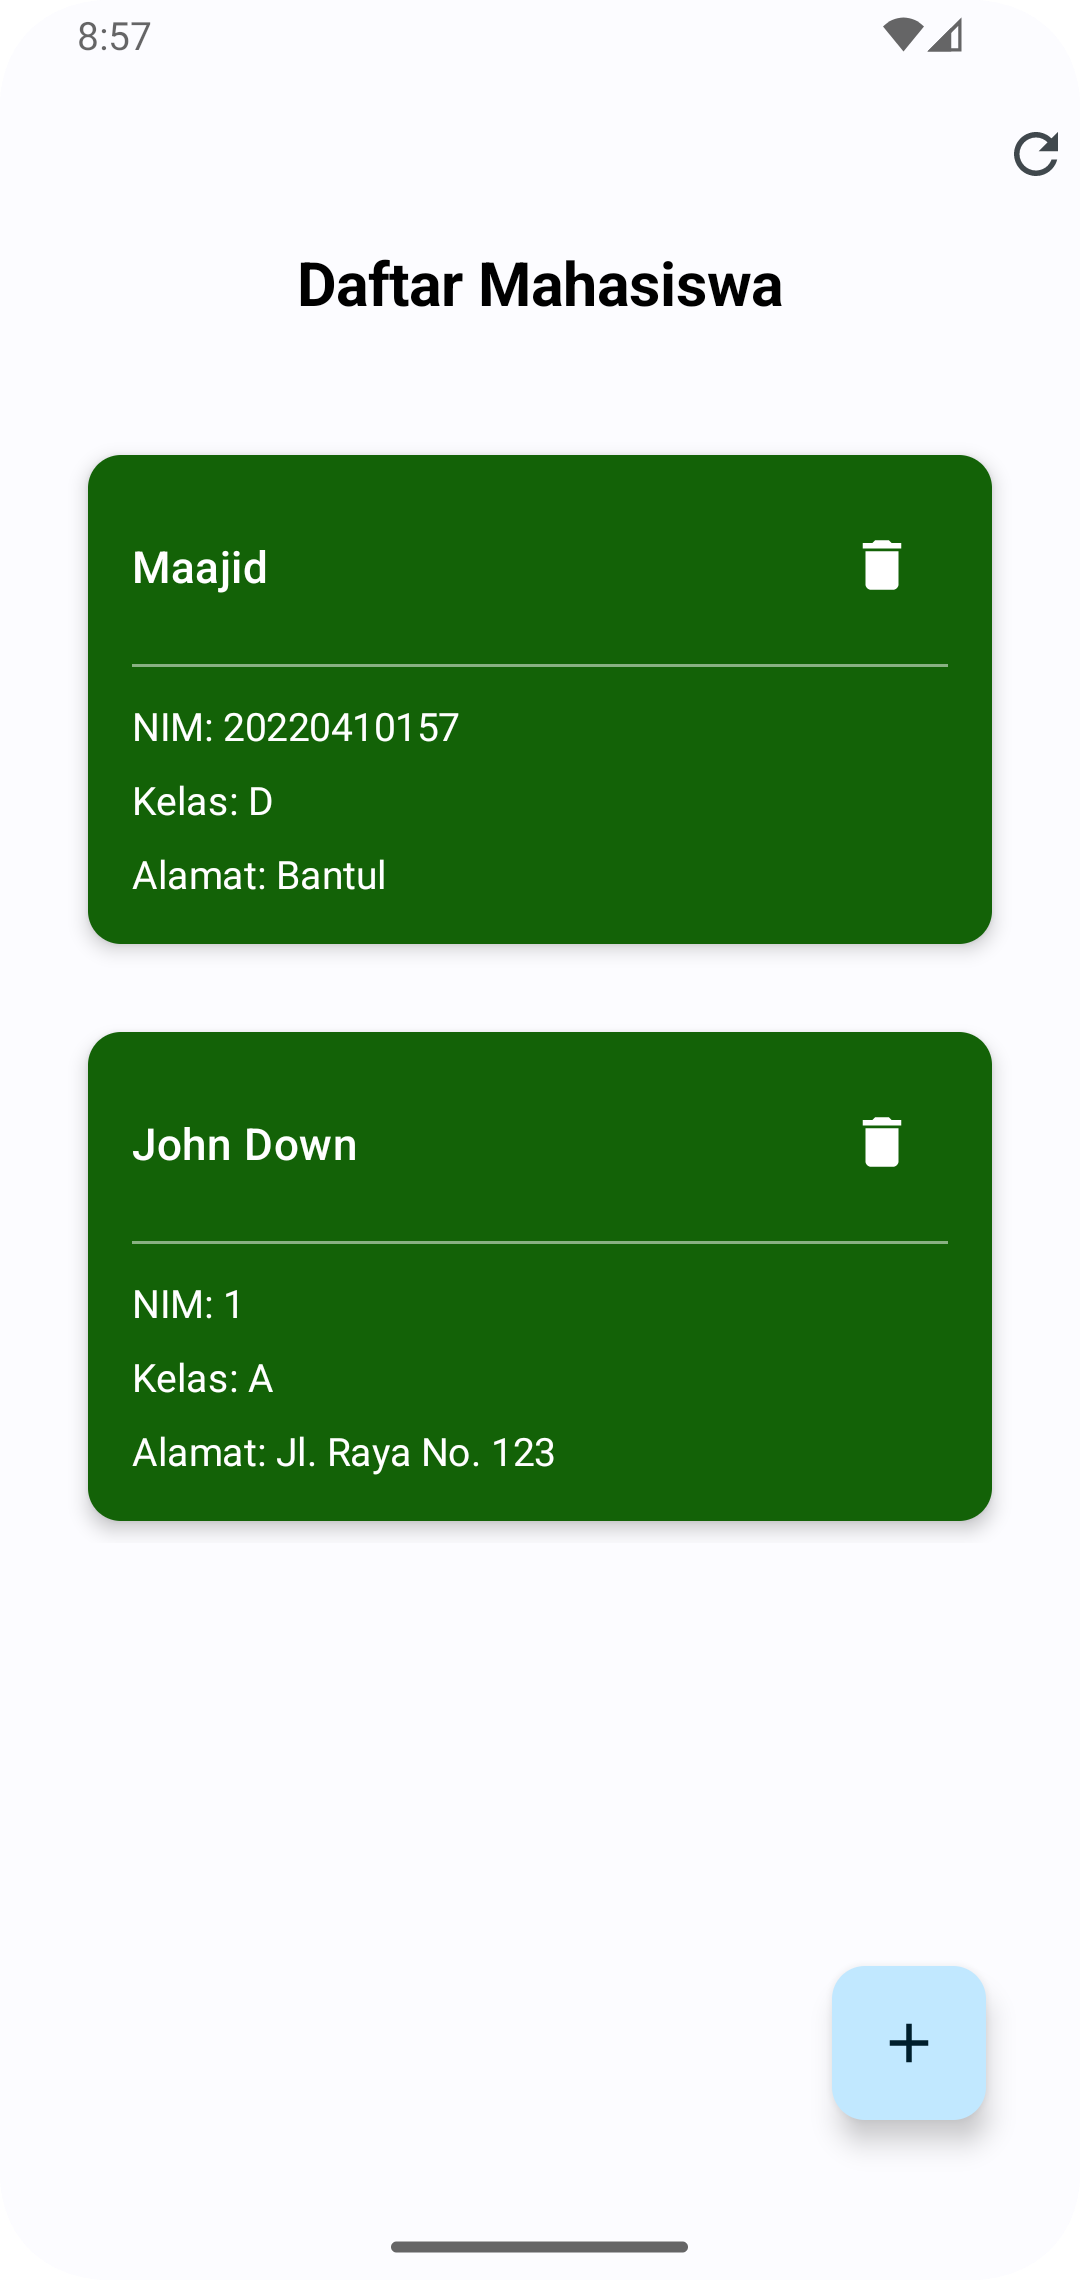 8:57
Daftar Mahasiswa
Maajid
NIM: 20220410157
Kelas: D
Alamat: Bantul
John Down
NIM: 1
Kelas: A
Alamat: Jl. Raya No. 123